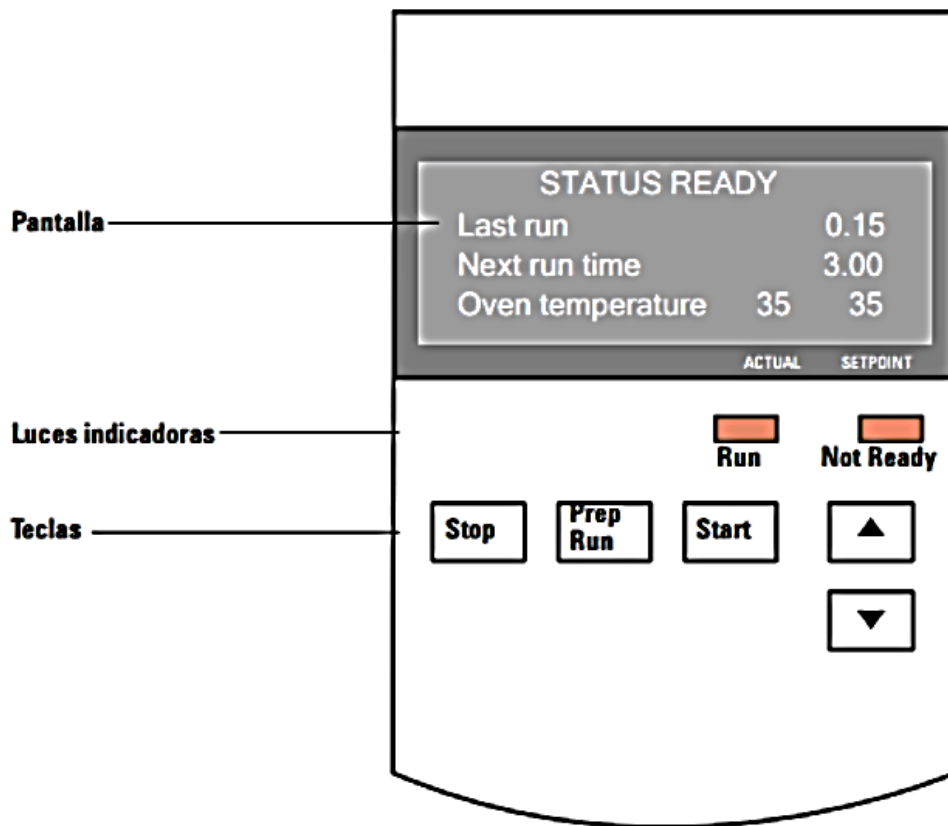 STATUS READY
Pantalla
Last run 0.15
Next run time 3.00
Oven temperature 35 35
ACTUAL SETPOINT
Luces indicadoras
Run Not Ready
Teclas
Stop
Prep
Run
Start
▲
▼